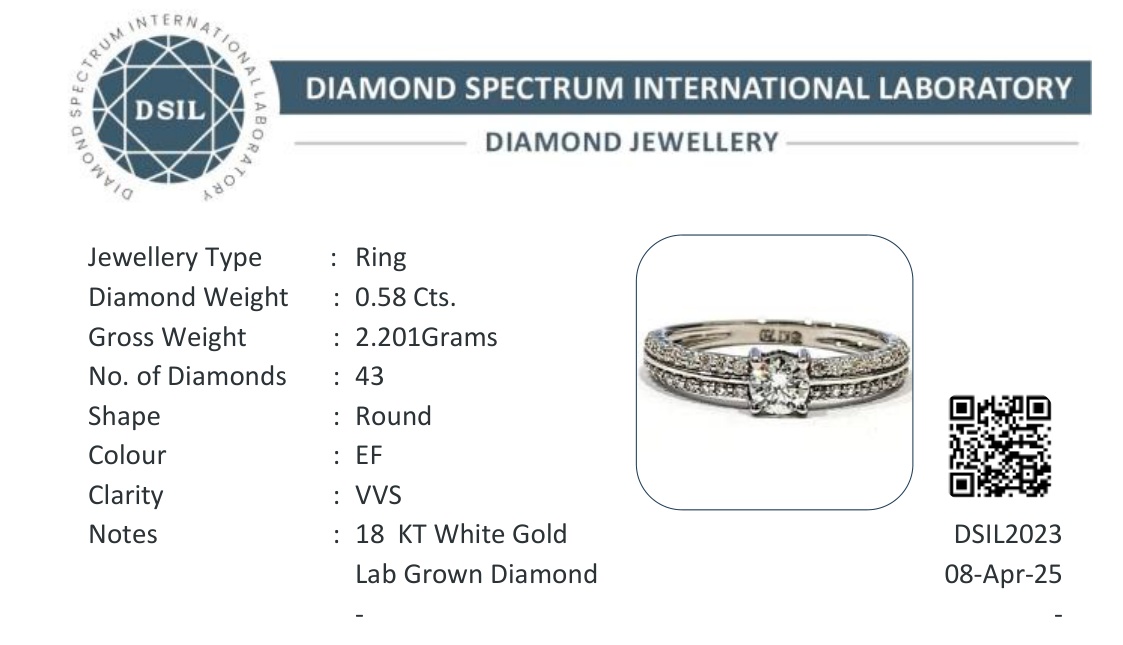 DIAMOND SPECTRUM INTERNATIONAL LABORATORY
DSIL
DIAMOND SPECTRUM INTERNATIONAL LABORATORY
DIAMOND JEWELLERY
Jewellery Type : Ring
Diamond Weight : 0.58 Cts.
Gross Weight : 2.201Grams
No. of Diamonds : 43
Shape : Round
Colour : EF
Clarity : VVS
Notes : 18 KT White Gold
Lab Grown Diamond
-
DSIL2023
08-Apr-25
-